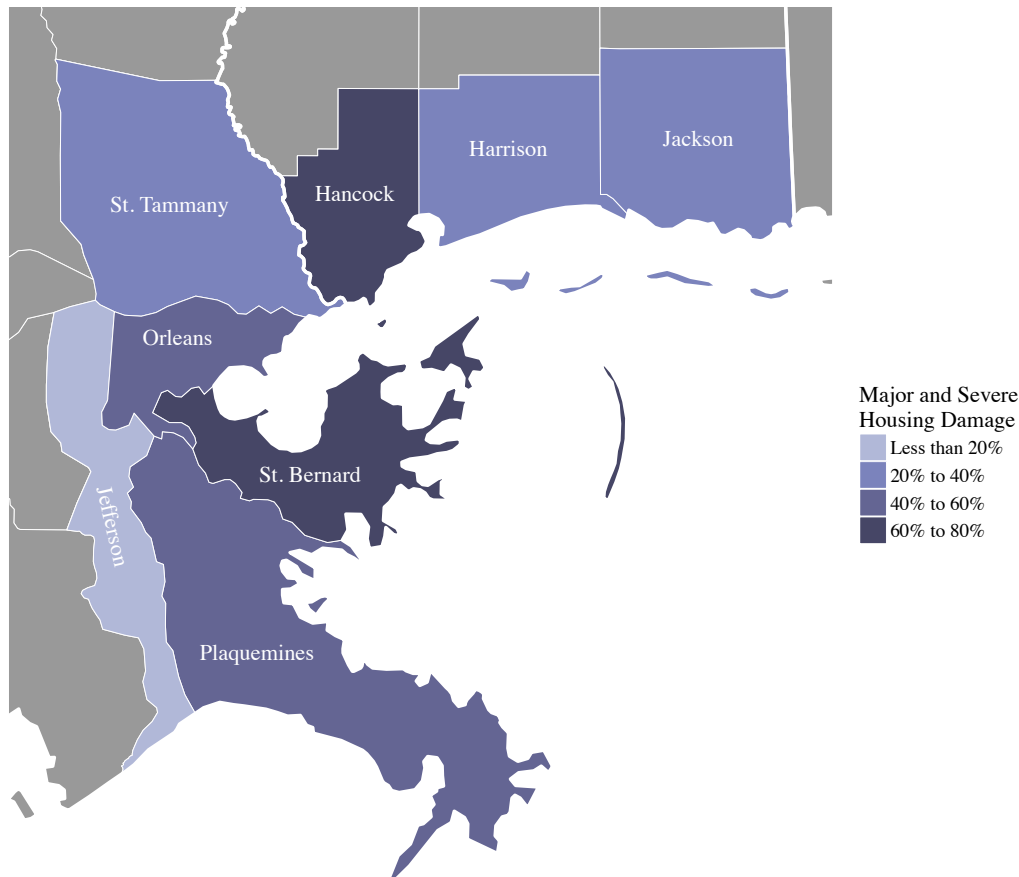 Jackson
Harrison
Hancock
St. Tammany
Orleans
Major and Severe
Housing Damage
Less than 20%
20% to 40%
40% to 60%
60% to 80%
St. Bernard
Jefferson
Plaquemines